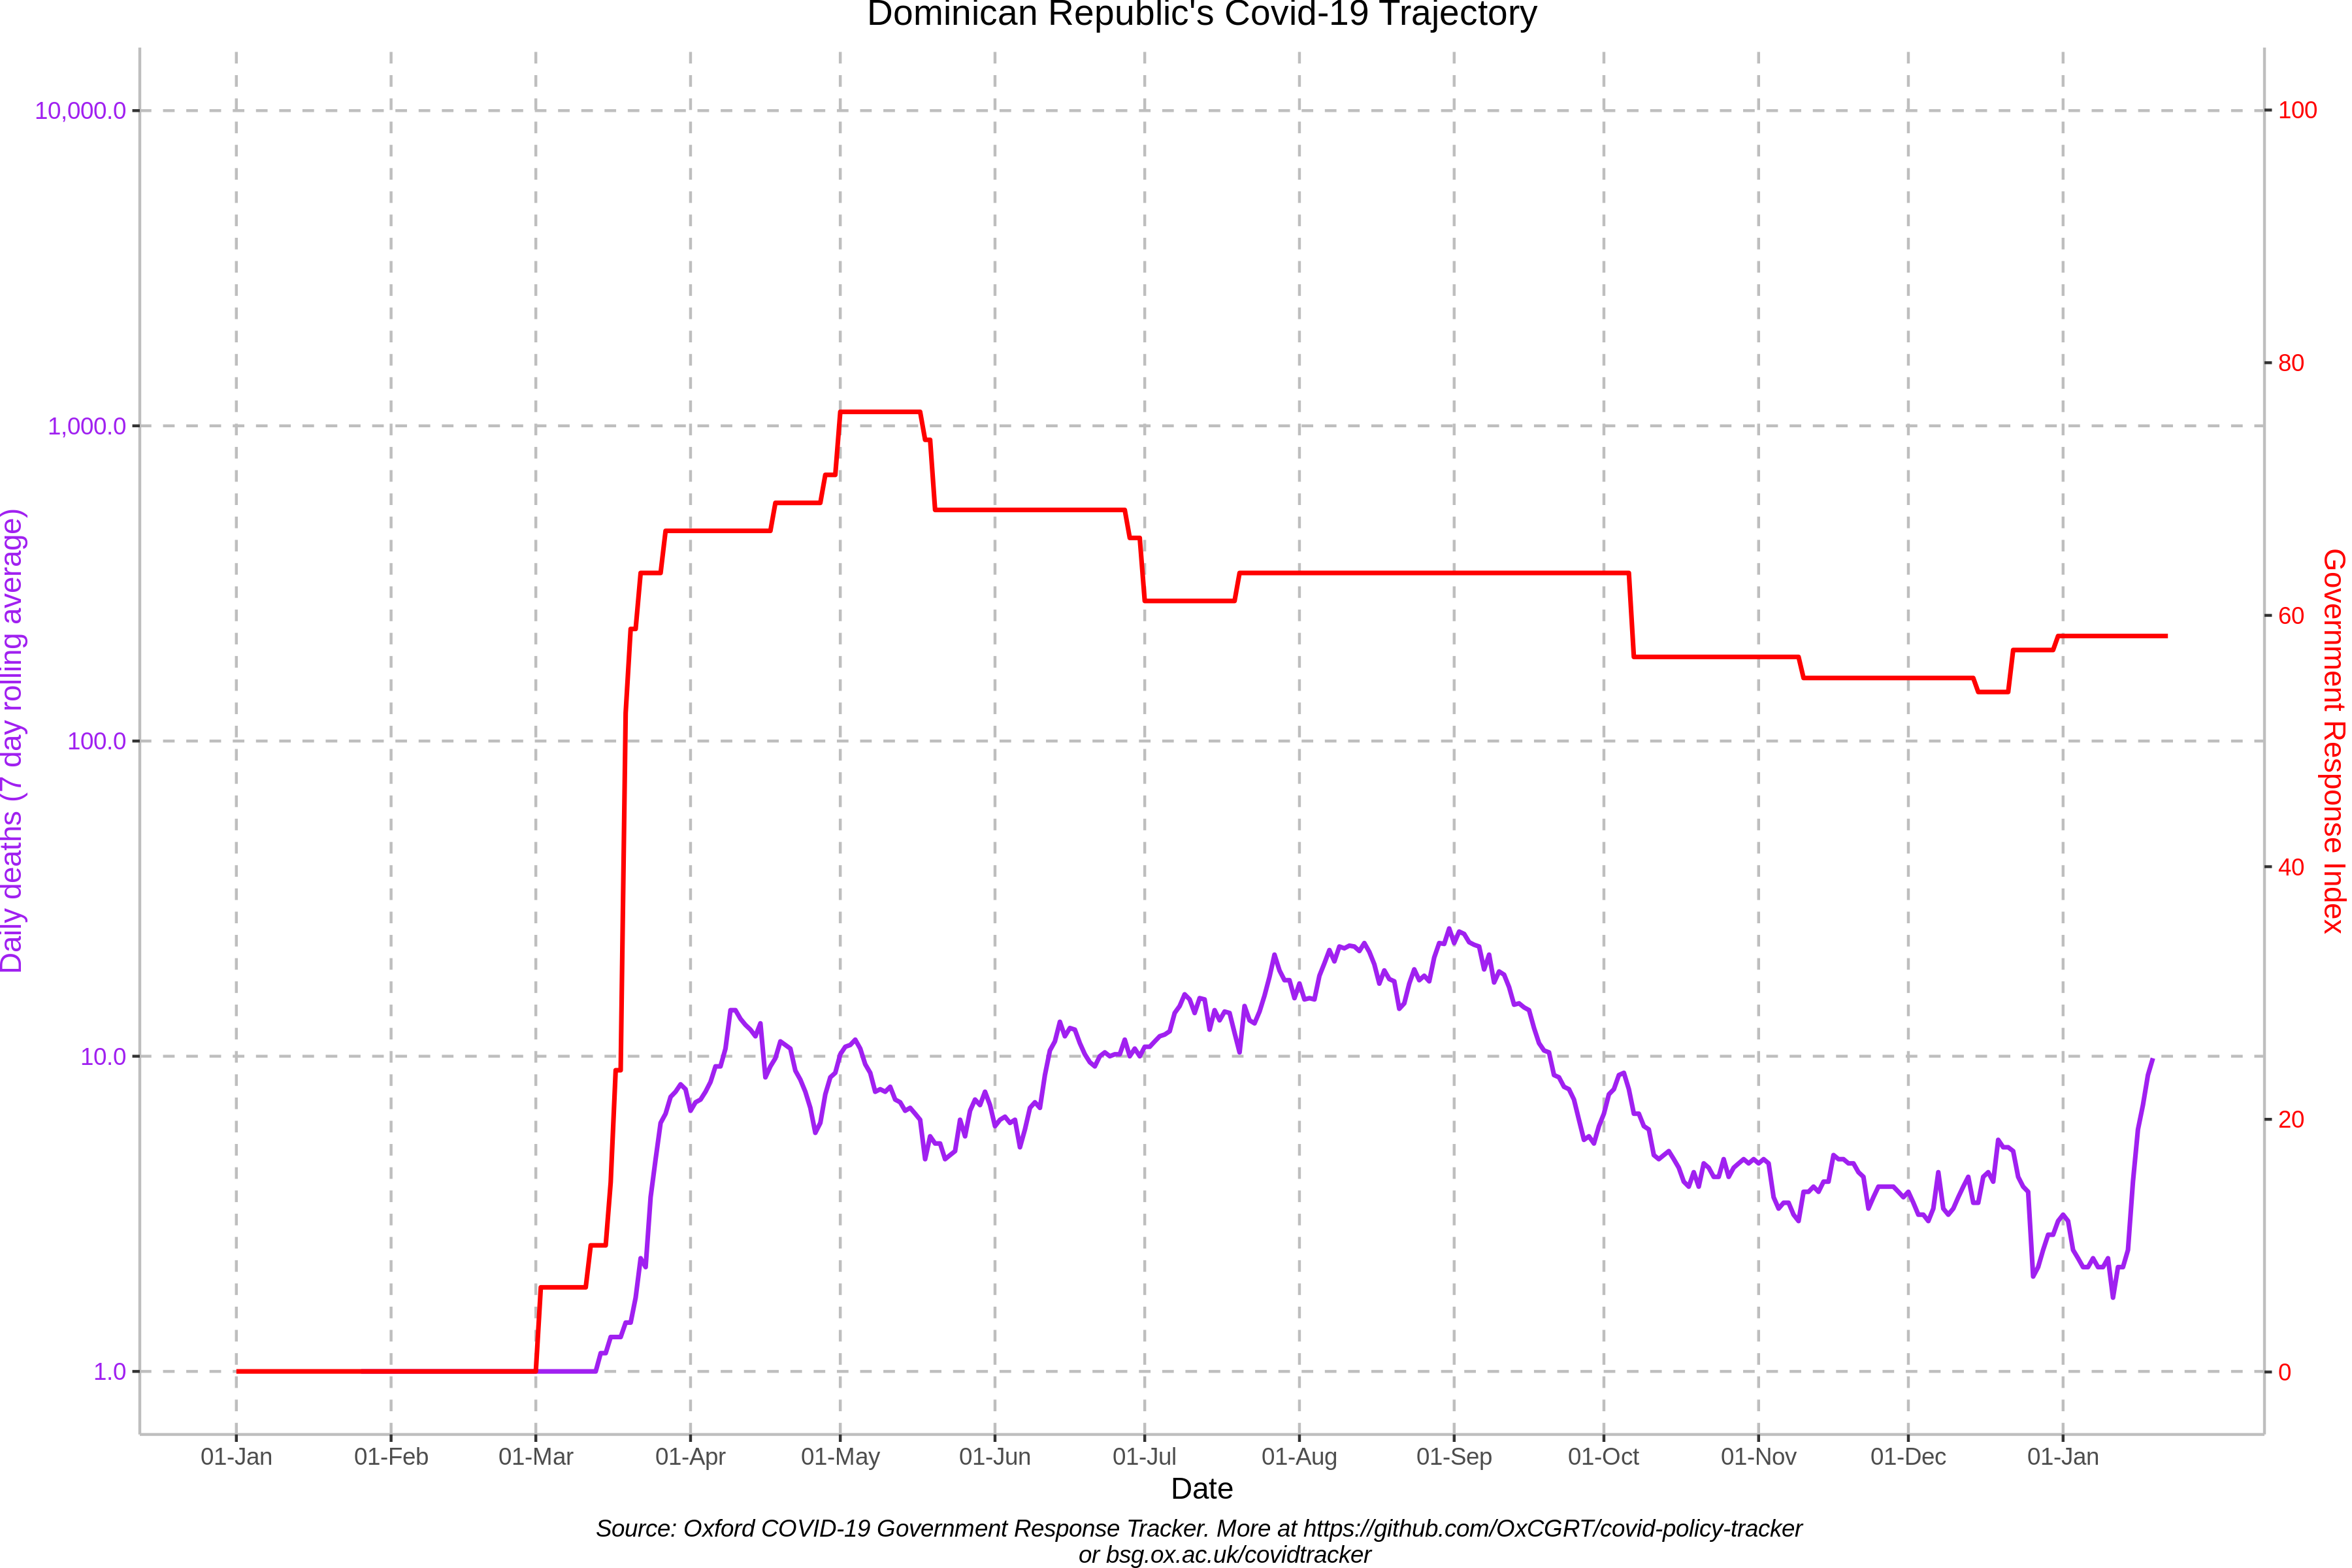 Dominican Republic's Covid-19 Trajectory
10,000.0
1,000.0
100.0
10.0
1.0
Daily deaths (7 day rolling average)
100
80
60
40
20
0
Government Response Index
01-Jan 01-Feb 01-Mar 01-Apr 01-May 01-Jun 01-Jul 01-Aug 01-Sep 01-Oct 01-Nov 01-Dec 01-Jan
Date
Source: Oxford COVID-19 Government Response Tracker. More at https://github.com/OxCGRT/covid-policy-tracker
or bsg.ox.ac.uk/covidtracker